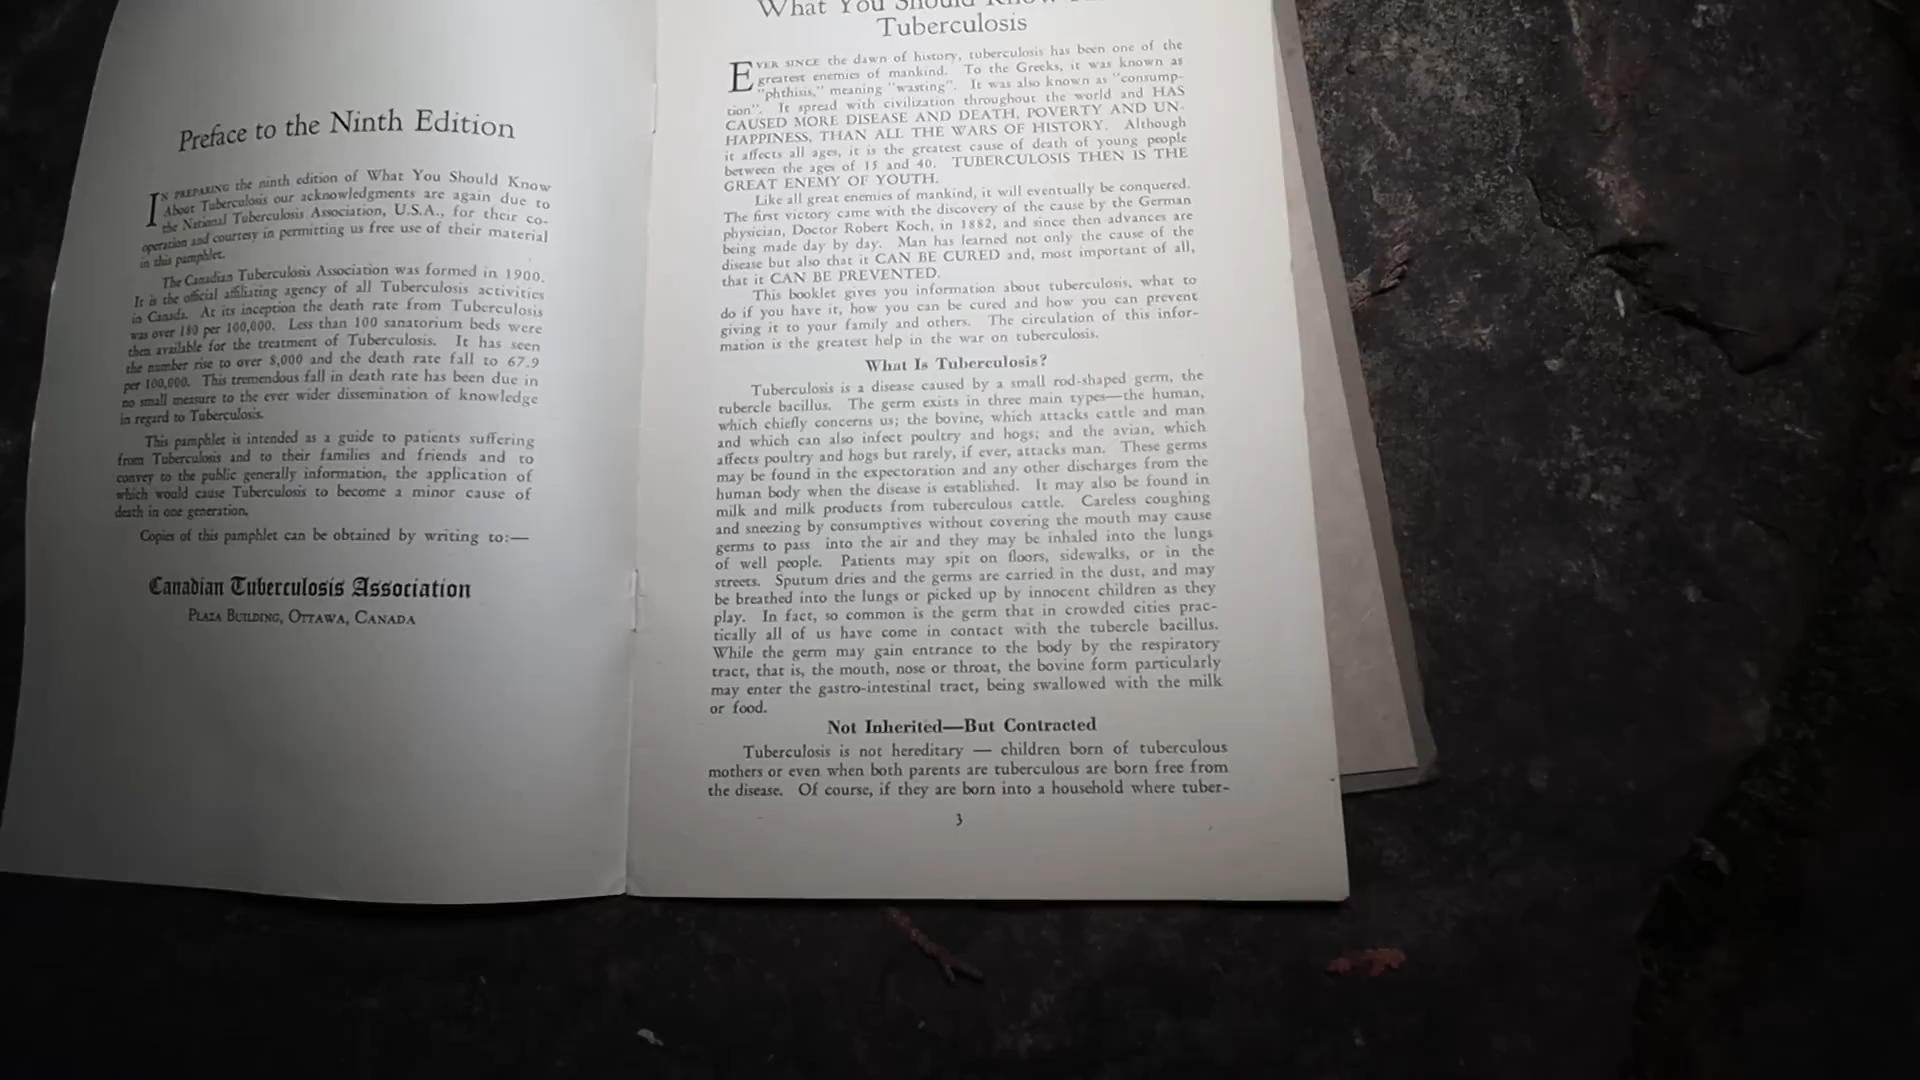 Preface to the Ninth Edition
IN PREPARING the ninth edition of What You Should Know
About Tuberculosis our acknowledgments are again due to
the National Tuberculosis Association, U.S.A., for their co-
operation and courtesy in permitting us free use of their material
in this pamphlet.
The Canadian Tuberculosis Association was formed in 1900.
It is the official affiliating agency of all Tuberculosis activities
in Canada. At its inception the death rate from Tuberculosis
was over 180 per 100,000. Less than 100 sanatorium beds were
then available for the treatment of Tuberculosis. It has seen
the number rise to over 8,000 and the death rate fall to 67.9
per 100,000. This tremendous fall in death rate has been due in
no small measure to the ever wider dissemination of knowledge
in regard to Tuberculosis.
This pamphlet is intended as a guide to patients suffering
from Tuberculosis and to their families and friends and to
convey to the public generally information, the application of
which would cause Tuberculosis to become a minor cause of
death in one generation.
Copies of this pamphlet can be obtained by writing to:—
Canadian Tuberculosis Association
PLAZA BUILDING, OTTAWA, CANADA
What You Should Know
Tuberculosis
EVER SINCE the dawn of history, tuberculosis has been one of the
greatest enemies of mankind. To the Greeks, it was known as
"phthisis," meaning "wasting". It was also known as "consump-
tion". It spread with civilization throughout the world and HAS
CAUSED MORE DISEASE AND DEATH, POVERTY AND UN-
HAPPINESS, THAN ALL THE WARS OF HISTORY. Although
it affects all ages, it is the greatest cause of death of young people
between the ages of 15 and 40. TUBERCULOSIS THEN IS THE
GREAT ENEMY OF YOUTH.
Like all great enemies of mankind, it will eventually be conquered.
The first victory came with the discovery of the cause by the German
physician, Doctor Robert Koch, in 1882, and since then advances are
being made day by day. Man has learned not only the cause of the
disease but also that it CAN BE CURED and, most important of all,
that it CAN BE PREVENTED.
This booklet gives you information about tuberculosis, what to
do if you have it, how you can be cured and how you can prevent
giving it to your family and others. The circulation of this infor-
mation is the greatest help in the war on tuberculosis.
What Is Tuberculosis?
Tuberculosis is a disease caused by a small rod-shaped germ, the
tubercle bacillus. The germ exists in three main types—the human,
which chiefly concerns us; the bovine, which attacks cattle and man
and which can also infect poultry and hogs; and the avian, which
affects poultry and hogs but rarely, if ever, attacks man. These germs
may be found in the expectoration and any other discharges from the
human body when the disease is established. It may also be found in
milk and milk products from tuberculous cattle. Careless coughing
and sneezing by consumptives without covering the mouth may cause
germs to pass into the air and they may be inhaled into the lungs
of well people. Patients may spit on floors, sidewalks, or in the
streets. Sputum dries and the germs are carried in the dust, and may
be breathed into the lungs or picked up by innocent children as they
play. In fact, so common is the germ that in crowded cities prac-
tically all of us have come in contact with the tubercle bacillus.
While the germ may gain entrance to the body by the respiratory
tract, that is, the mouth, nose or throat, the bovine form particularly
may enter the gastro-intestinal tract, being swallowed with the milk
or food.
Not Inherited—But Contracted
Tuberculosis is not hereditary — children born of tuberculous
mothers or even when both parents are tuberculous are born free from
the disease. Of course, if they are born into a household where tuber-
3